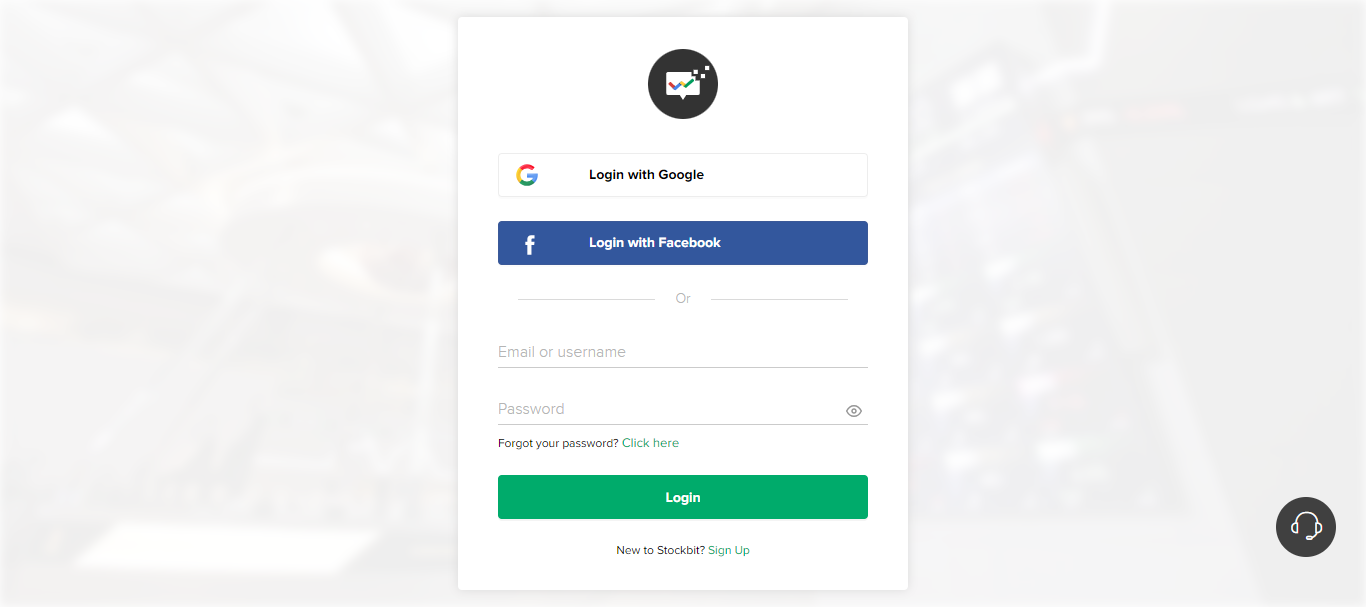 Login with Google
Login with Facebook
Or
Email or username
Password
Forgot your password? Click here
Login
New to Stockbit? Sign Up